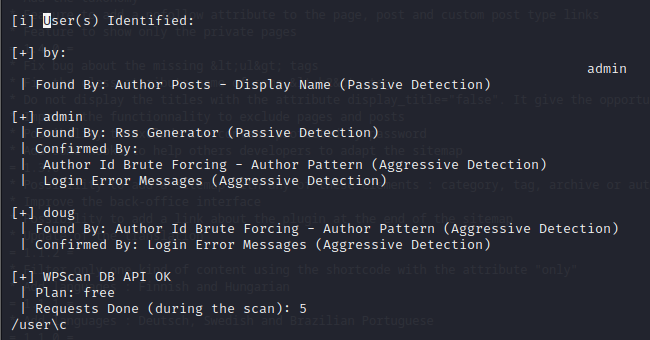 [i] User(s) Identified:
[+] by:
admin
| Found By: Author Posts - Display Name (Passive Detection)
[+] admin
| Found By: Rss Generator (Passive Detection)
| Confirmed By:
|  Author Id Brute Forcing - Author Pattern (Aggressive Detection)
|  Login Error Messages (Aggressive Detection)
[+] doug
| Found By: Author Id Brute Forcing - Author Pattern (Aggressive Detection)
| Confirmed By: Login Error Messages (Aggressive Detection)
[+] WPScan DB API OK
| Plan: free
| Requests Done (during the scan): 5
/user\c